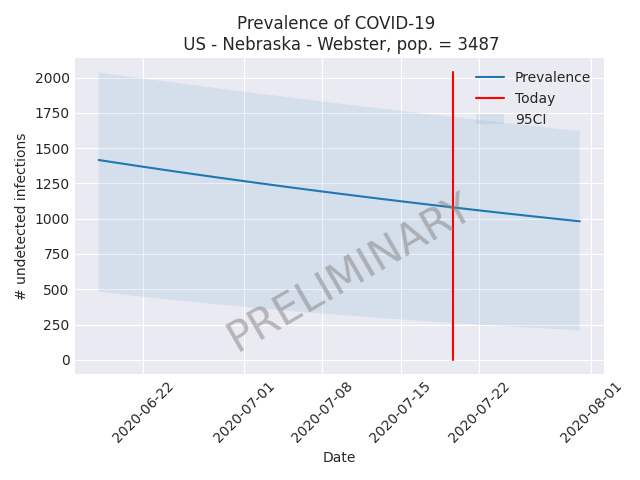 Prevalence of COVID-19
US - Nebraska - Webster, pop. = 3487
# undetected infections
2000
1750
1500
1250
1000
750
500
250
0
Prevalence
Today
95CI
PRELIMINARY
2020-06-22
2020-07-01
2020-07-08
2020-07-15
2020-07-22
2020-08-01
Date